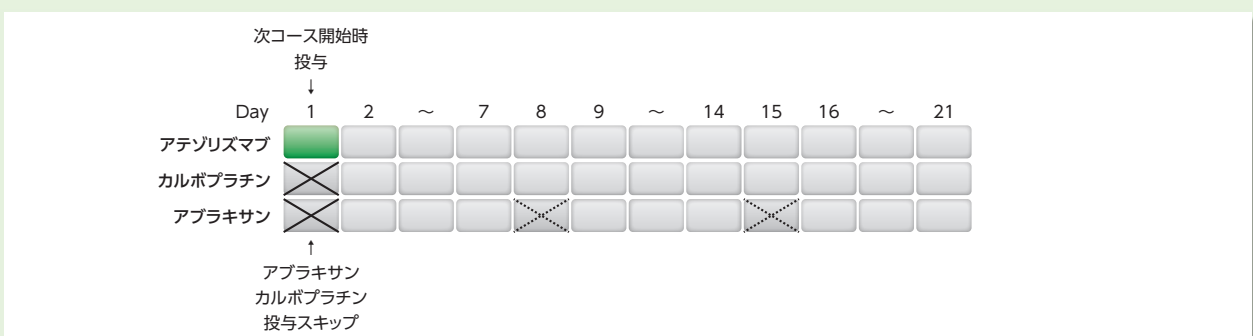 次コース開始時
投与
↓
Day 1 2 ～ 7 8 9 ～ 14 15 16 ～ 21
アテゾリズマブ
カルボプラチン
アブラキサン
↑
アブラキサン
カルボプラチン
投与スキップ